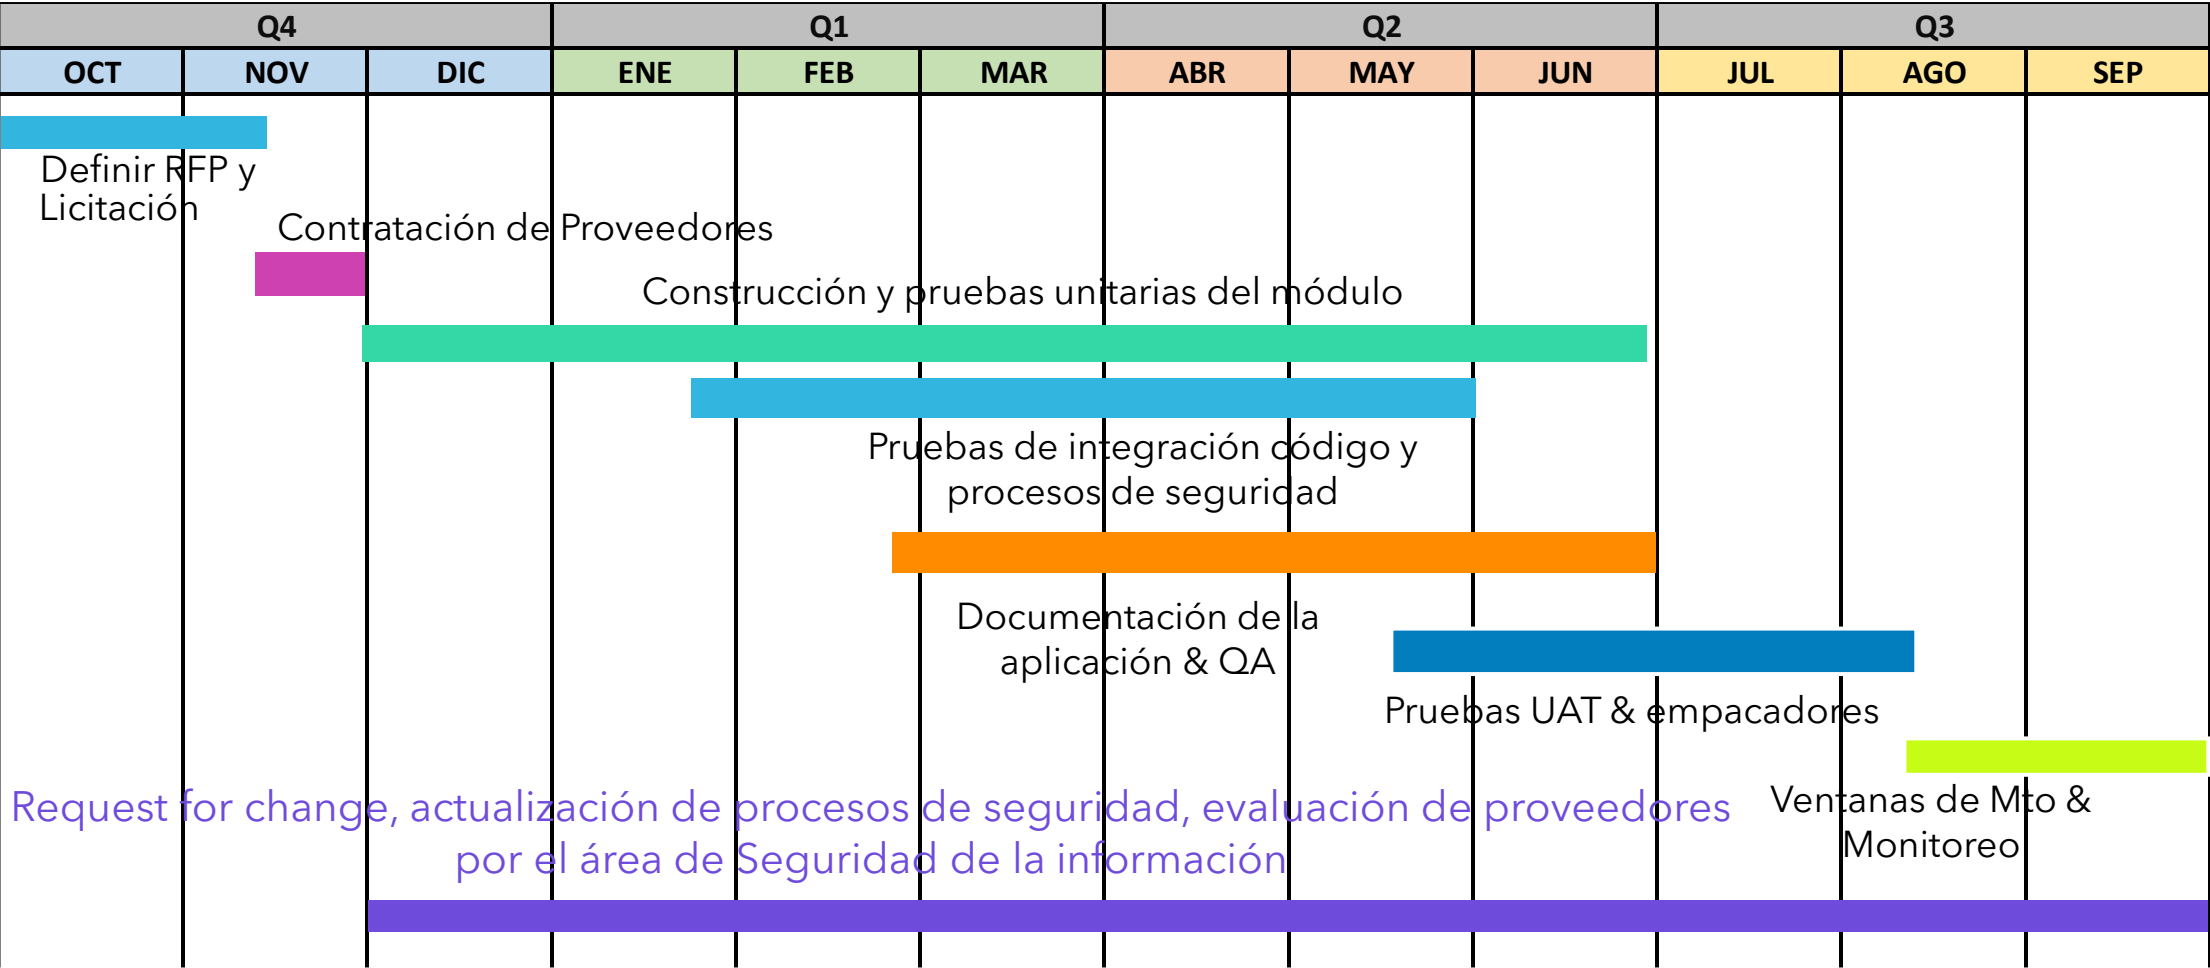 Q4 Q1 Q2 Q3
OCT NOV DIC ENE FEB MAR ABR MAY JUN JUL AGO SEP
Definir RFP y
Licitación
Contratación de Proveedores
Construcción y pruebas unitarias del módulo
Pruebas de integración código y
procesos de seguridad
Documentación de la
aplicación & QA
Pruebas UAT & empacadores
Request for change, actualización de procesos de seguridad, evaluación de proveedores
por el área de Seguridad de la información
Ventanas de Mto &
Monitoreo